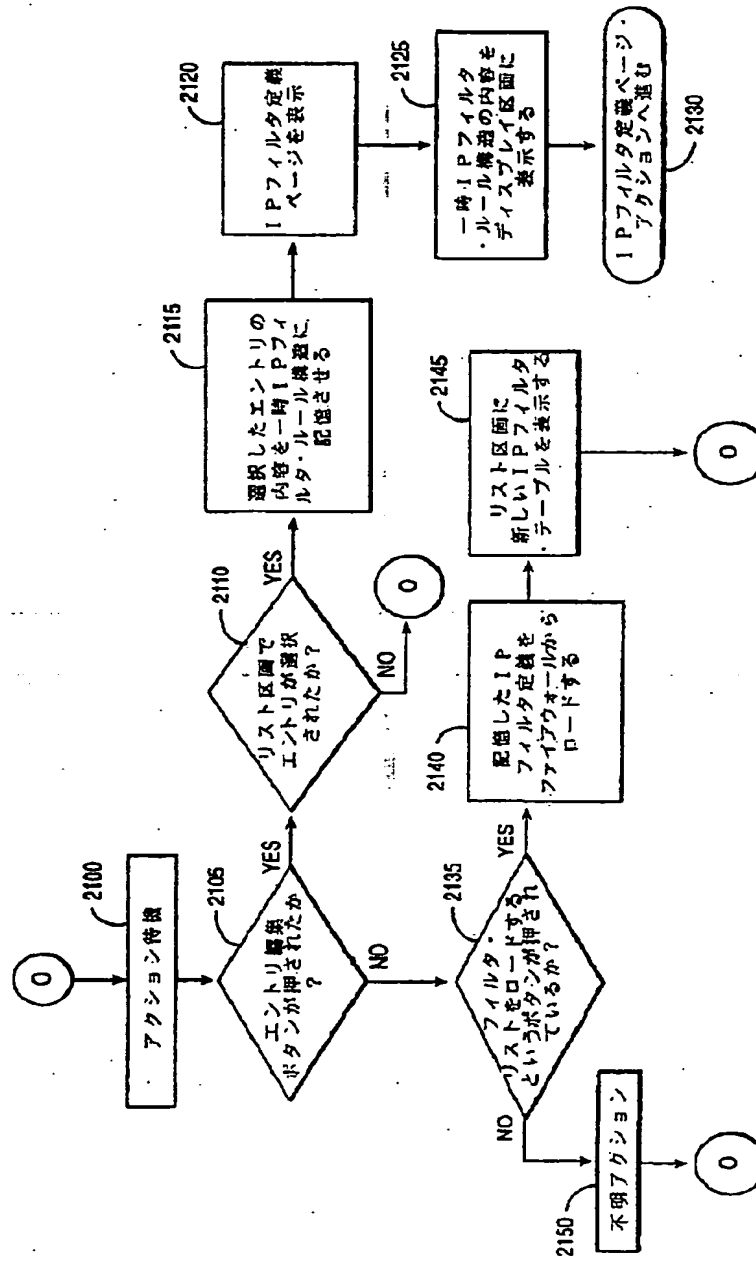 O
2100
アクション待機
2105
エントリ編集
ボタンが押されたか
?
YES
NO
2110
リスト区画で
エントリが選択
されたか?
YES
NO
O
2115
選択したエントリの
内容を一時IPフィ
ルタ・ルール構造に
記憶させる
2120
IPフィルタ定義
ページを表示
2125
一時IPフィルタ
・ルール構造の内容を
ディスプレイ区画に
表示する
IPフィルタ定義ページ・
アクションへ進む
2130
2135
フィルタ・
リストをロードする
というボタンが押され
ているか?
YES
NO
2140
記憶したIP
フィルタ定義を
ファイアウォールから
ロードする
2145
リスト区画に
新しいIPフィルタ
・テーブルを表示する
O
2150
不明アクション
O